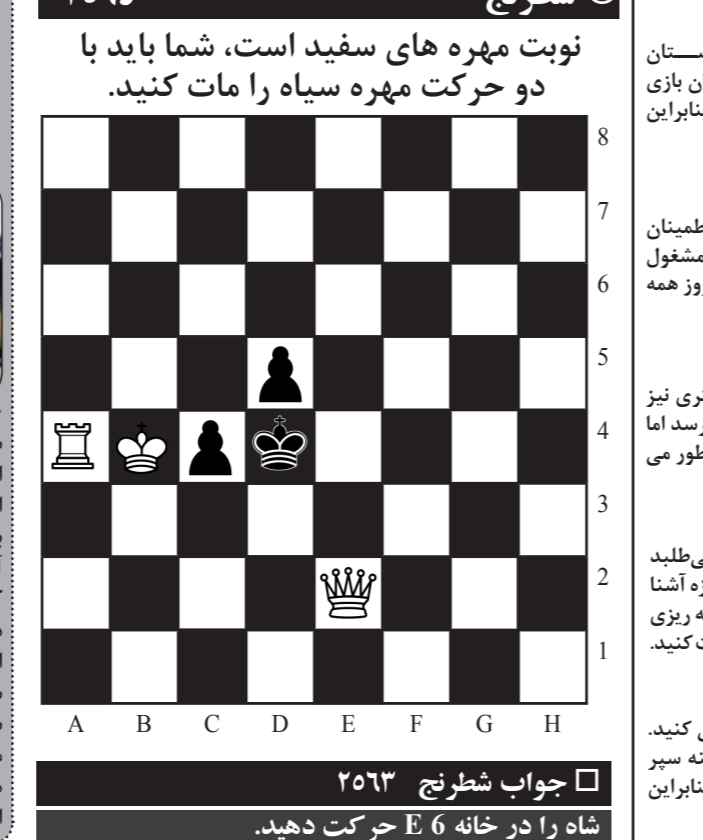 شطرنج
نوبت مهره های سفید است، شما باید با
دو حرکت مهره سیاه را مات کنید.
8
7
6
5
4
3
2
1
A B C D E F G H
□ جواب شطرنج ۲۵۶۳
شاه را در خانه E 6 حرکت دهید.
ان بازی
نابراین
طمینان
مشغول
وز همه
نری نیز
رسد اما
طور می
ی‌طلبد
زه آشنا
ه ریزی
ت کنید.
ی کنید.
نه سپر
نابراین